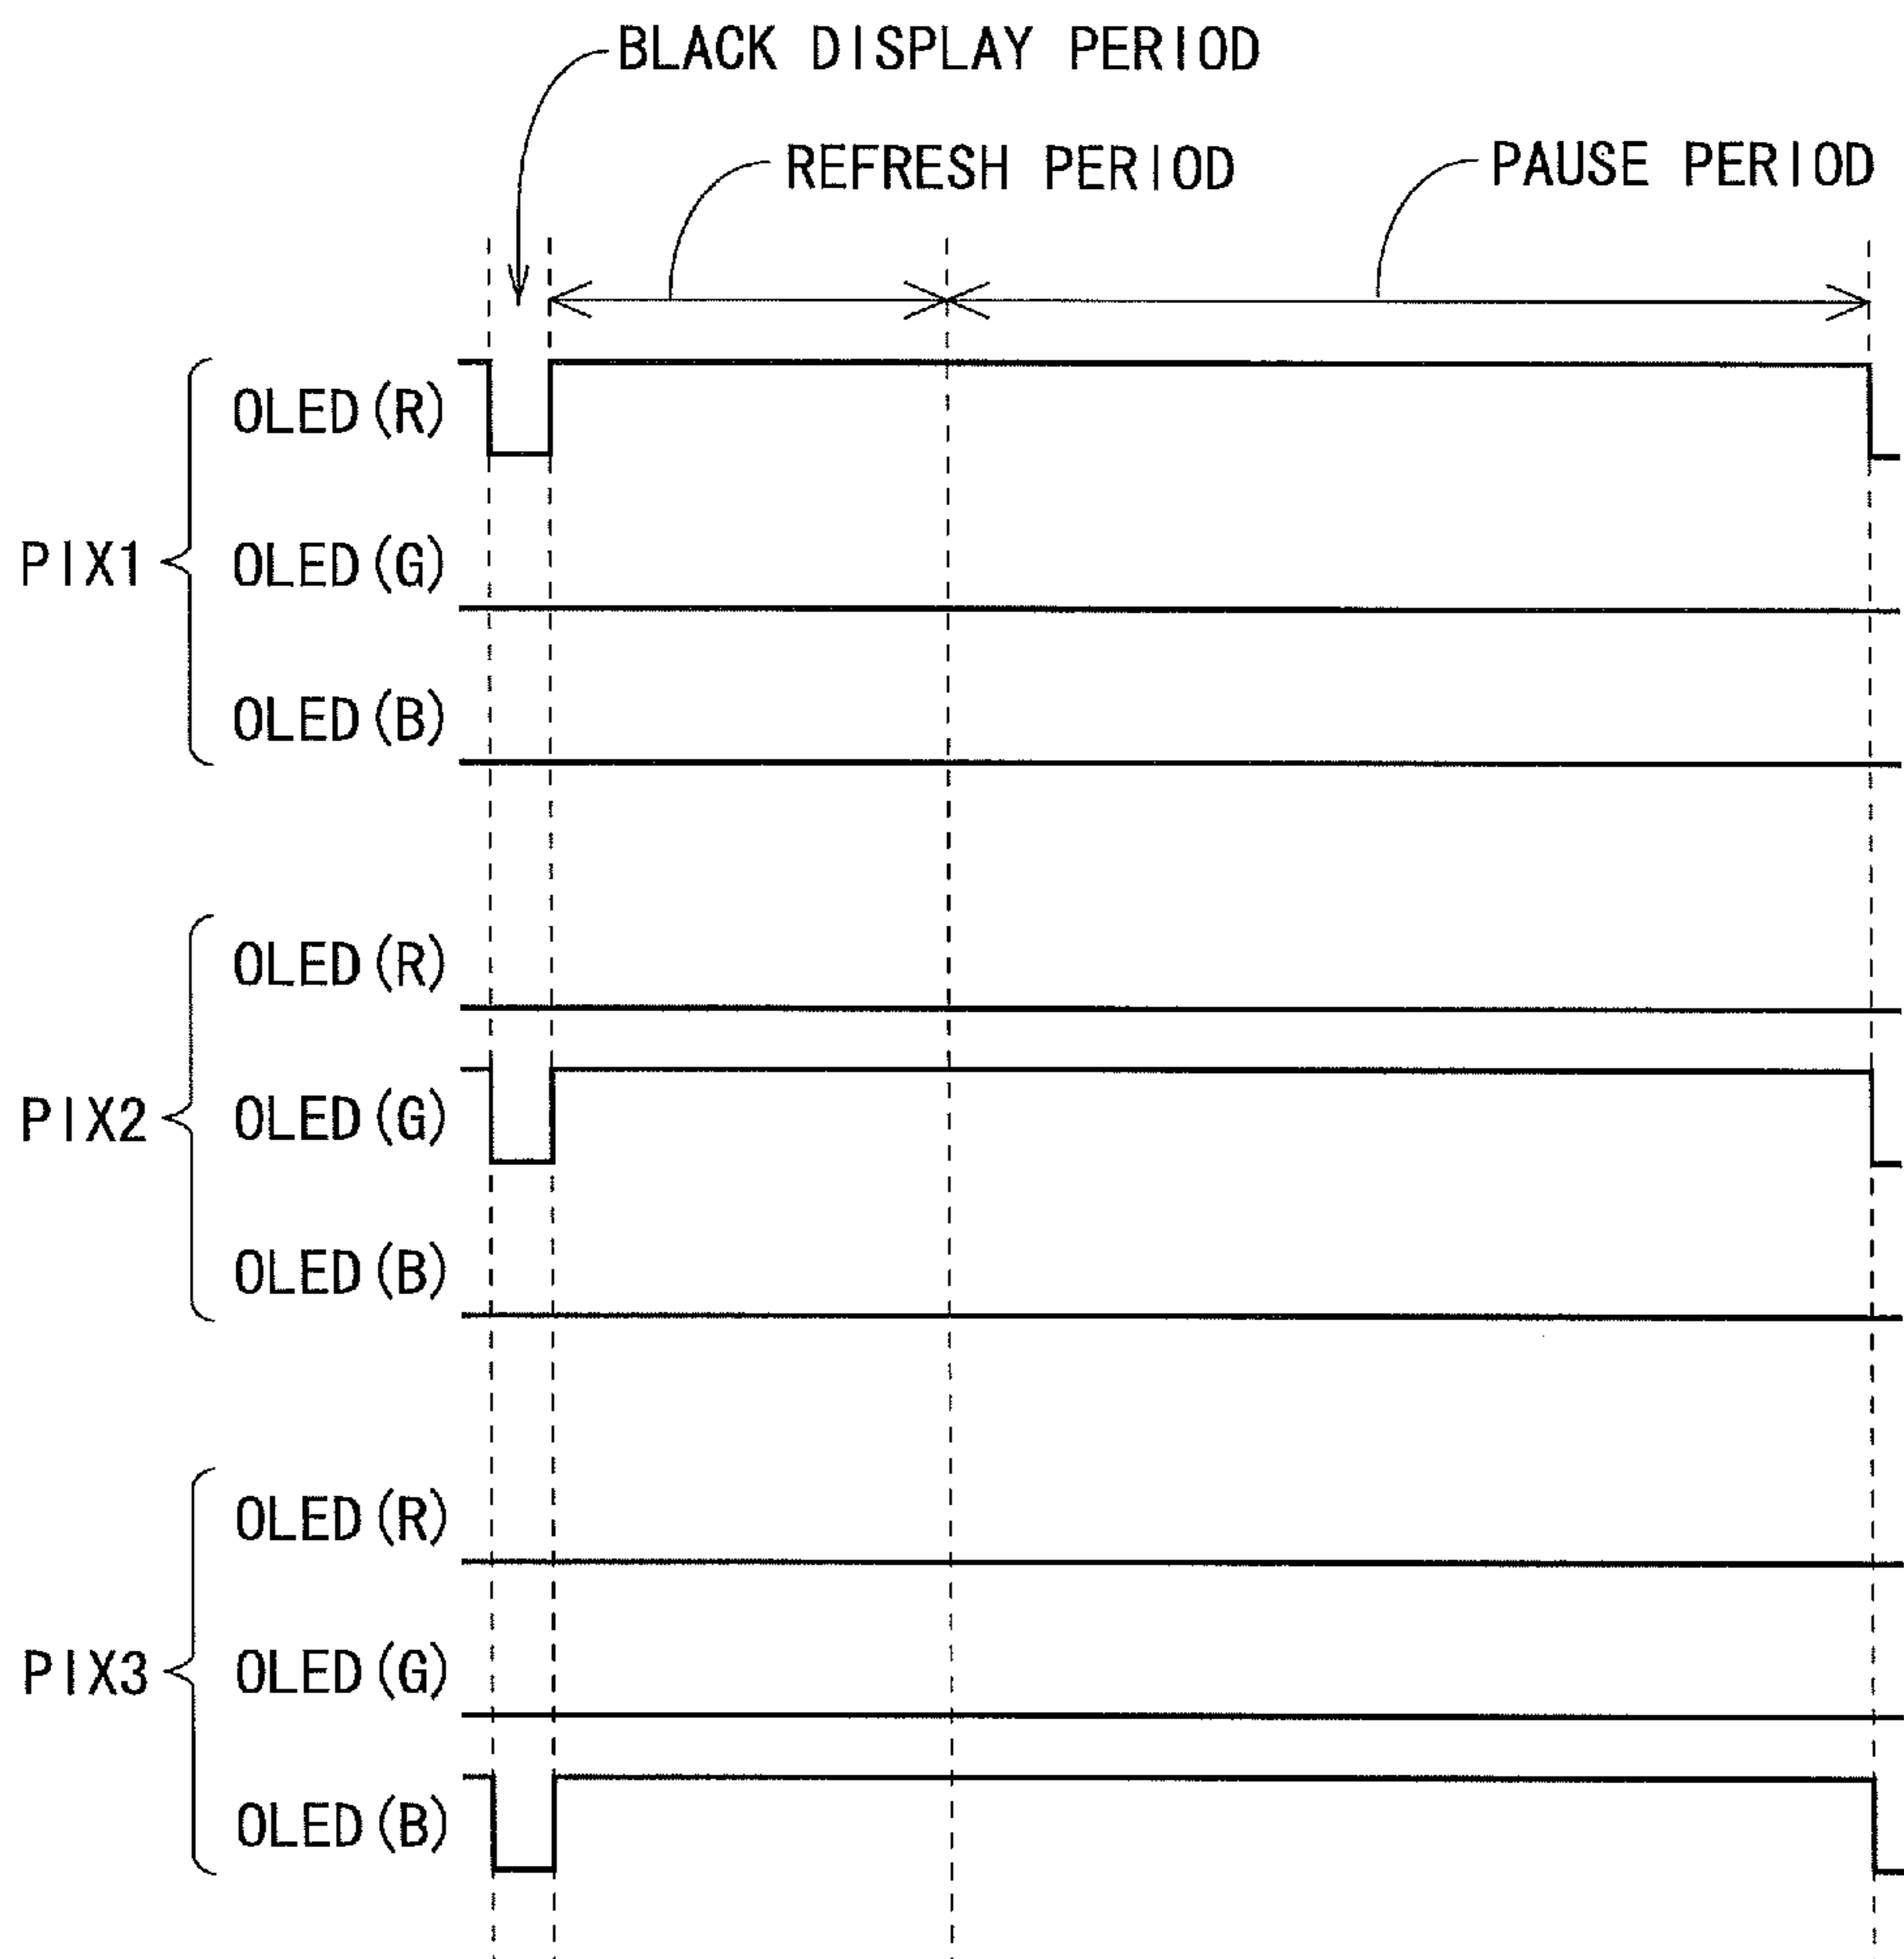 BLACK DISPLAY PERIOD
REFRESH PERIOD
PAUSE PERIOD
PIX1
OLED(R)
OLED(G)
OLED(B)
PIX2
OLED(R)
OLED(G)
OLED(B)
PIX3
OLED(R)
OLED(G)
OLED(B)